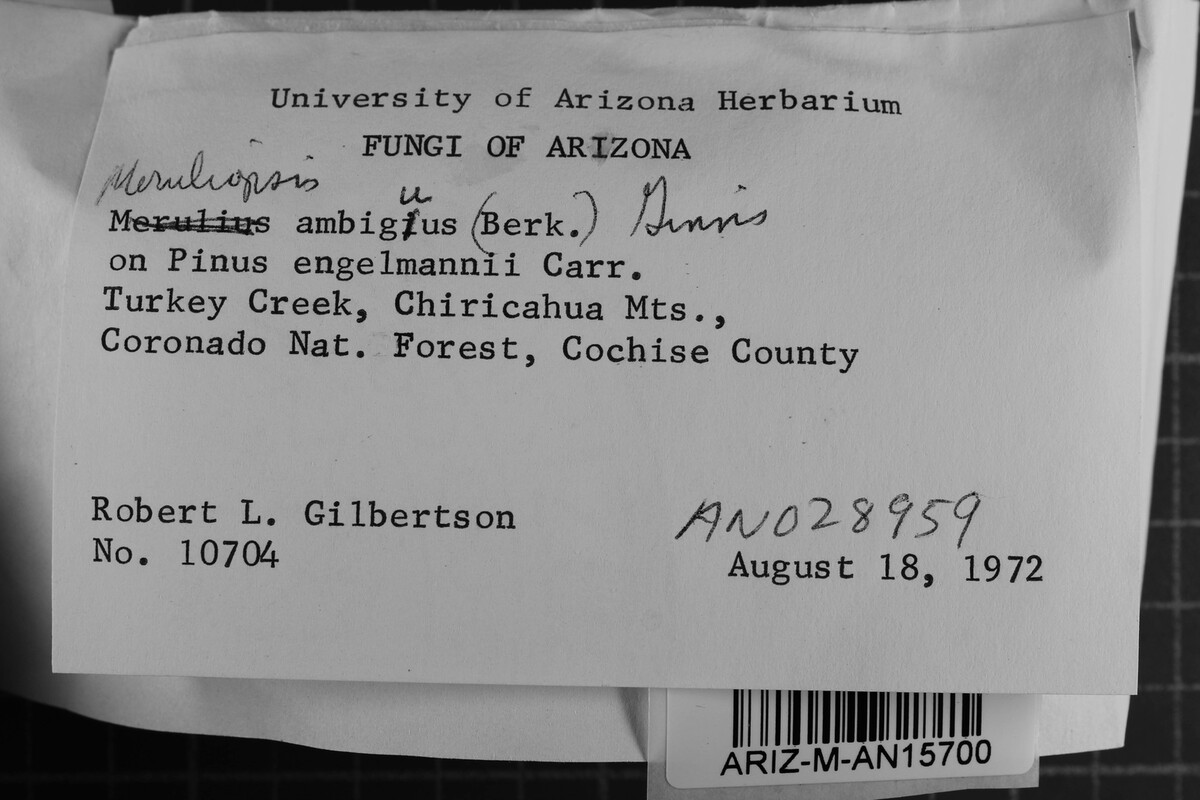 University of Arizona Herbarium
FUNGI OF ARIZONA
Meruliopsis
Merulius ambiguus (Berk.) Ginns
on Pinus engelmannii Carr.
Turkey Creek, Chiricahua Mts.,
Coronado Nat. Forest, Cochise County
Robert L. Gilbertson
No. 10704
AN028959
August 18, 1972
ARIZ-M-AN15700